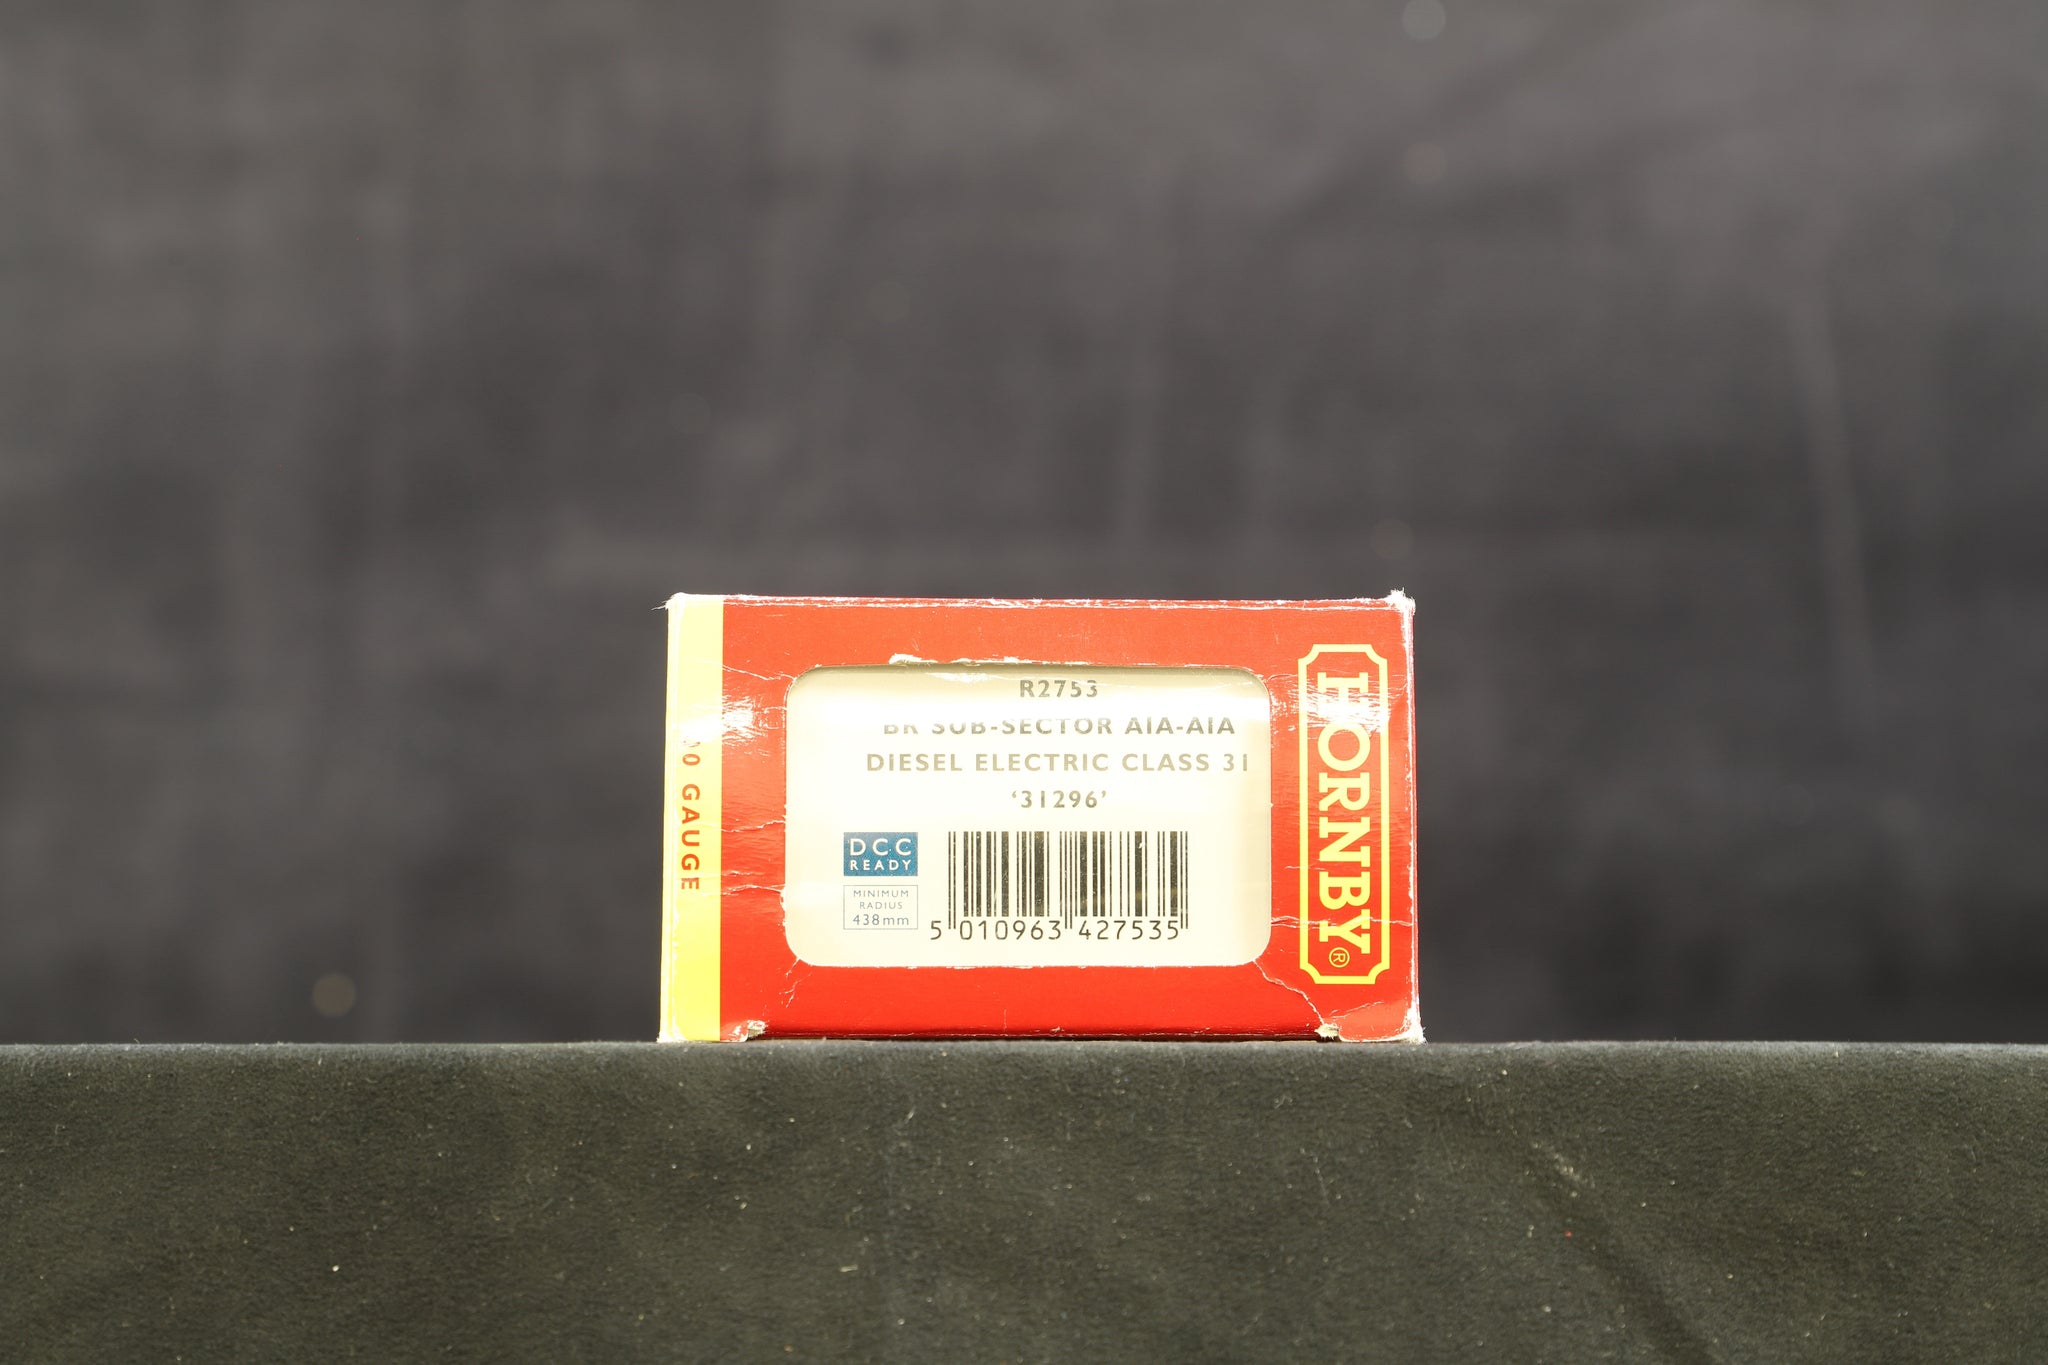 R2753
BR SUB-SECTOR A1A-A1A
DIESEL ELECTRIC CLASS 31
‘31296’
DCC
READY
MINIMUM
RADIUS
438mm
5 010963 427535
HORNBY®
00 GAUGE